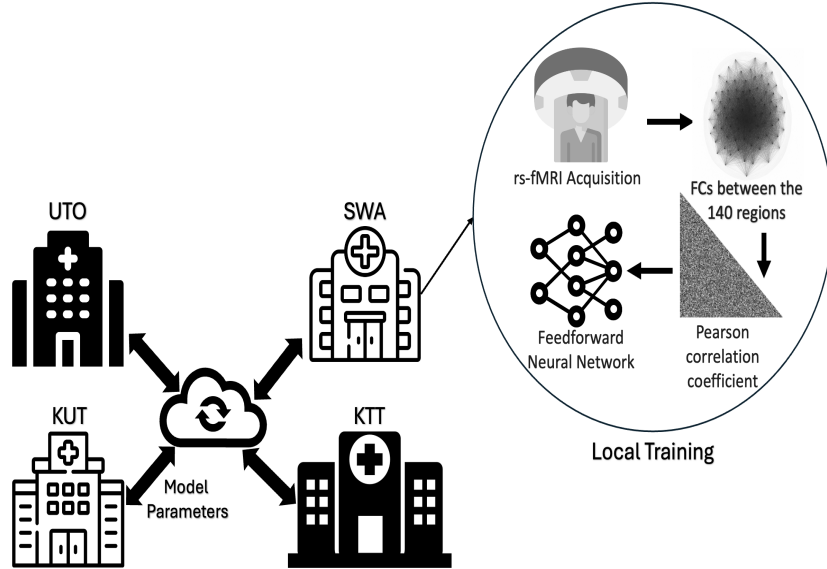 UTO
SWA
KUT
KTT
Model
Parameters
rs-fMRI Acquisition
FCs between the
140 regions
Pearson
correlation
coefficient
Feedforward
Neural Network
Local Training